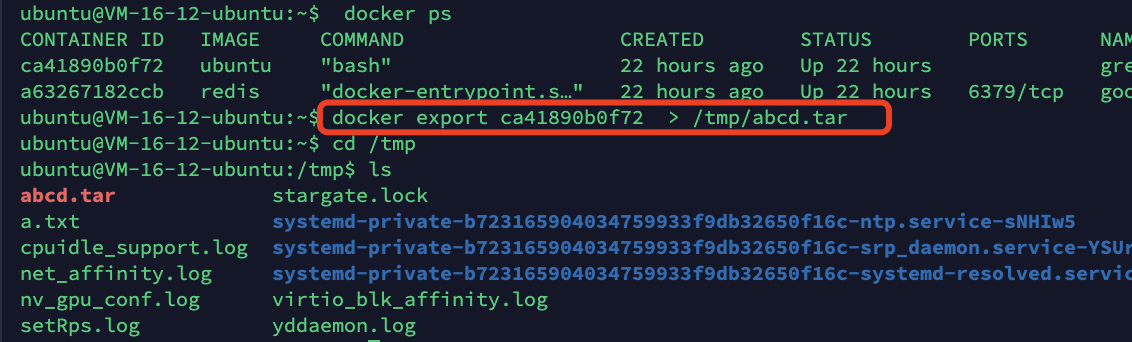 ubuntu@VM-16-12-ubuntu:~$  docker ps
CONTAINER ID   IMAGE     COMMAND                  CREATED        STATUS        PORTS      NAM
ca41890b0f72   ubuntu    "bash"                   22 hours ago   Up 22 hours              gre
a63267182ccb   redis     "docker-entrypoint.s…"   22 hours ago   Up 22 hours   6379/tcp   goo
ubuntu@VM-16-12-ubuntu:~$ docker export ca41890b0f72  > /tmp/abcd.tar
ubuntu@VM-16-12-ubuntu:~$ cd /tmp
ubuntu@VM-16-12-ubuntu:/tmp$ ls
abcd.tar             stargate.lock
a.txt                systemd-private-b723165904034759933f9db32650f16c-ntp.service-sNHIw5
cpuidle_support.log  systemd-private-b723165904034759933f9db32650f16c-srp_daemon.service-YSUr
net_affinity.log     systemd-private-b723165904034759933f9db32650f16c-systemd-resolved.servic
nv_gpu_conf.log      virtio_blk_affinity.log
setRps.log           yddaemon.log